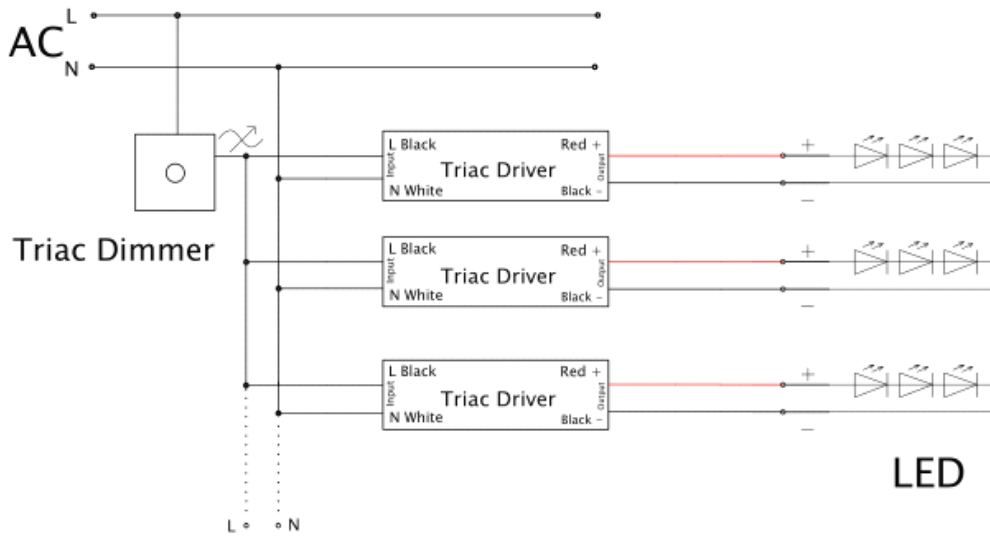 L
AC
N
L Black
Red +
Input
Triac Driver
Output
N White
Black -
Triac Dimmer
L Black
Red +
Input
Triac Driver
Output
N White
Black -
L Black
Red +
Input
Triac Driver
Output
N White
Black -
LED
L
N